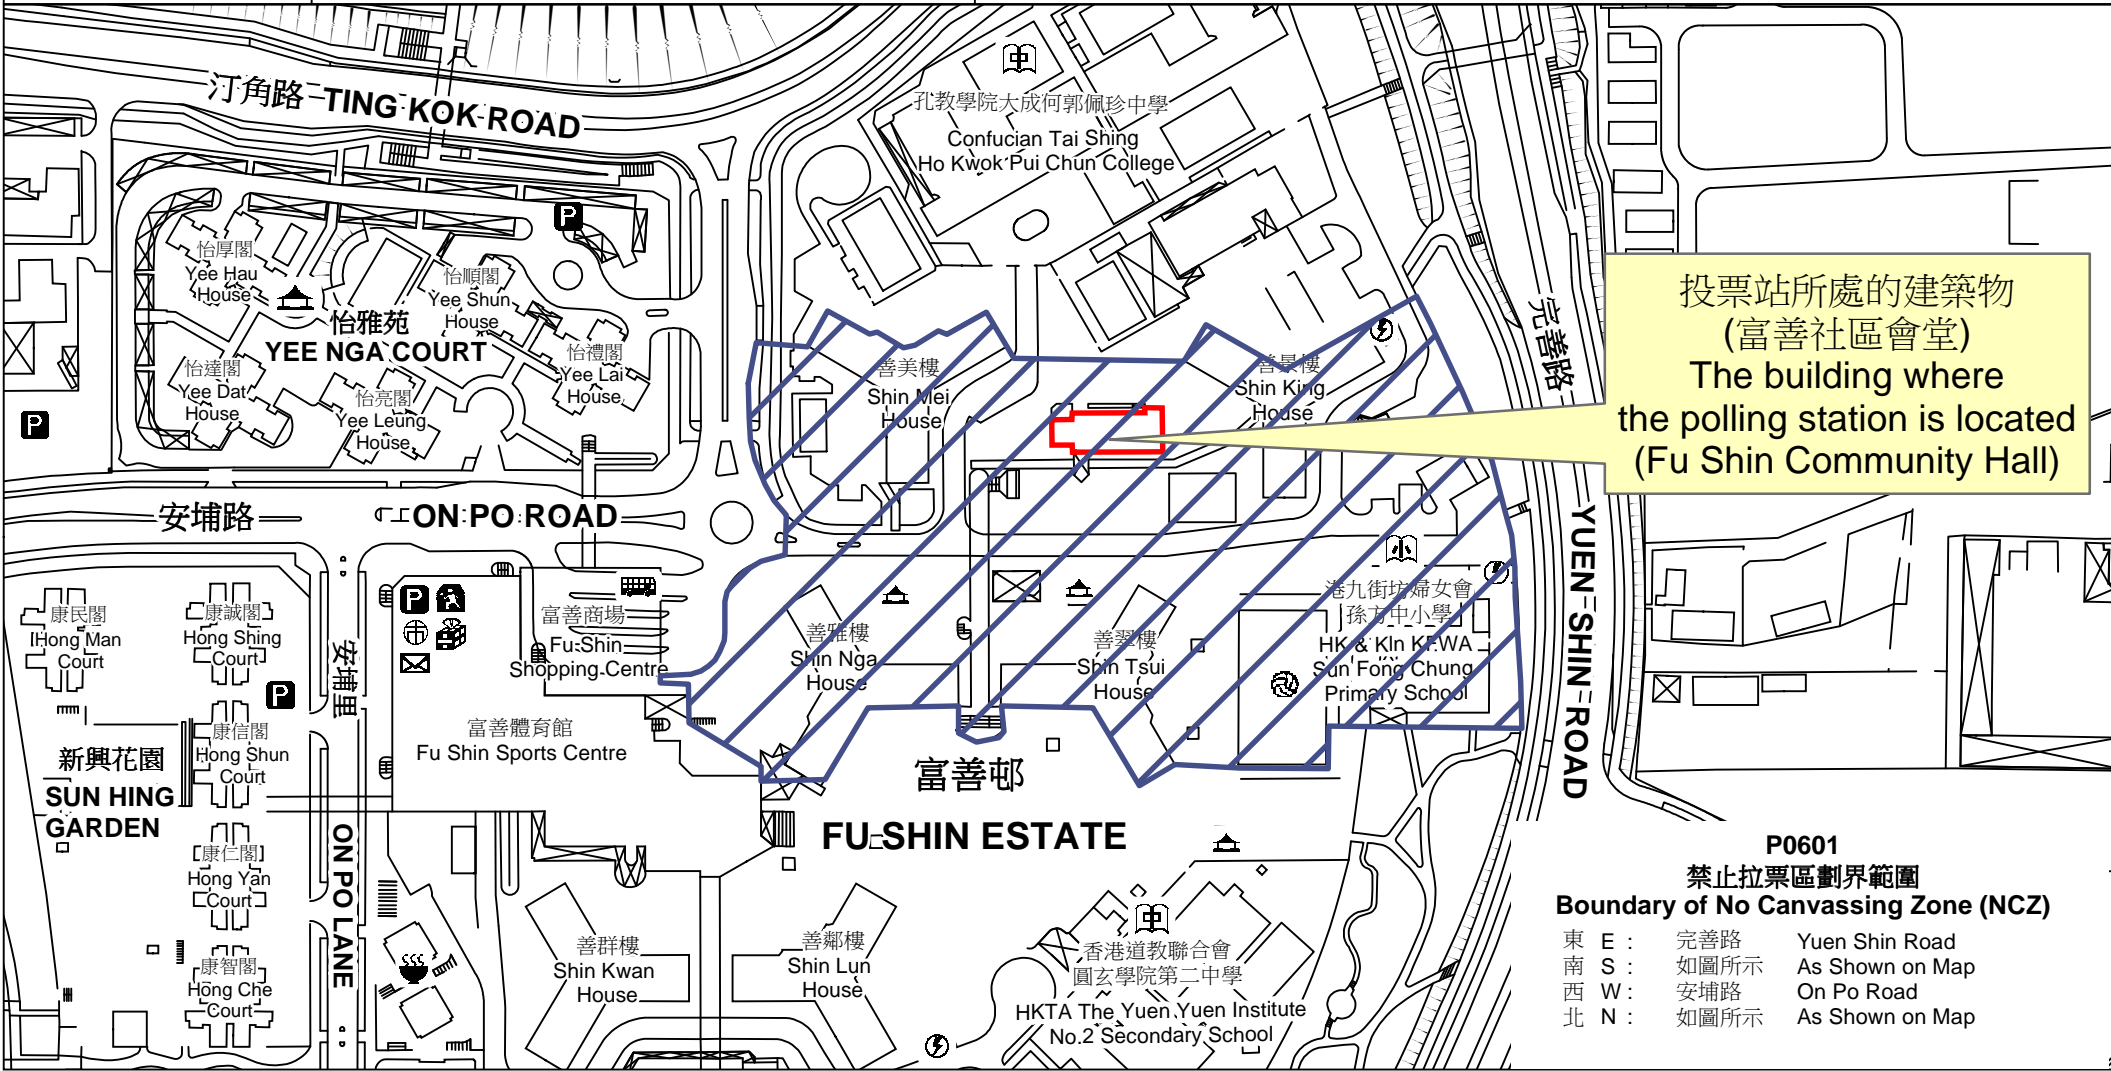 汀角路 TING KOK ROAD
中
孔教學院大成何郭佩珍中學
Confucian Tai Shing
Ho Kwok Pui Chun College
P
怡厚閣
Yee Hau
House
怡順閣
Yee Shun
House
怡雅苑
YEE NGA COURT
怡禮閣
Yee Lai
House
怡達閣
Yee Dat
House
怡亮閣
Yee Leung
House
P
善美樓
Shin Mei
House
善景樓
Shin King
House
完善路
YUEN SHIN ROAD
投票站所處的建築物
(富善社區會堂)
The building where
the polling station is located
(Fu Shin Community Hall)
安埔路
ON PO ROAD
康民閣
Hong Man
Court
康誠閣
Hong Shing
Court
P
安埔里
ON PO LANE
P
富善商場
Fu Shin
Shopping Centre
善雅樓
Shin Nga
House
善翠樓
Shin Tsui
House
小
港九街坊婦女會
孫方中小學
HK & Kln KFWA
Sun Fong Chung
Primary School
富善體育館
Fu Shin Sports Centre
康信閣
Hong Shun
Court
新興花園
SUN HING
GARDEN
富善邨
FU SHIN ESTATE
康仁閣
Hong Yan
Court
康智閣
Hong Che
Court
善群樓
Shin Kwan
House
善鄰樓
Shin Lun
House
中
香港道教聯合會
圓玄學院第二中學
HKTA The Yuen Yuen Institute
No.2 Secondary School
P0601
禁止拉票區劃界範圍
Boundary of No Canvassing Zone (NCZ)
東 E : 完善路 Yuen Shin Road
南 S : 如圖所示 As Shown on Map
西 W : 安埔路 On Po Road
北 N : 如圖所示 As Shown on Map